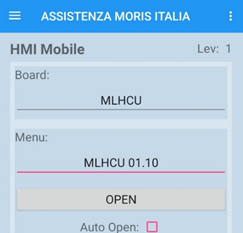 ASSISTENZA MORIS ITALIA
HMI Mobile Lev: 1
Board:
MLHCU
Menu:
MLHCU 01.10
OPEN
Auto Open: